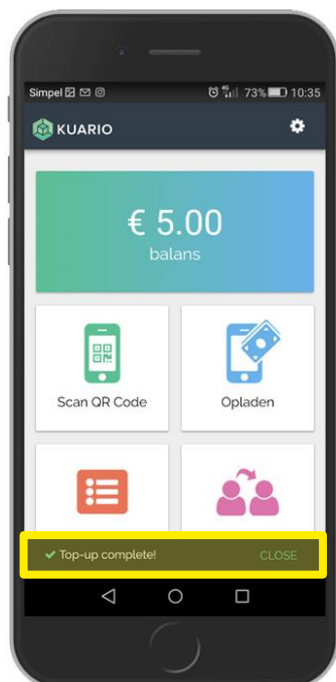 Simpel 73% 10:35
KUARIO
€ 5.00
balans
Scan QR Code Opladen
Top-up complete! CLOSE